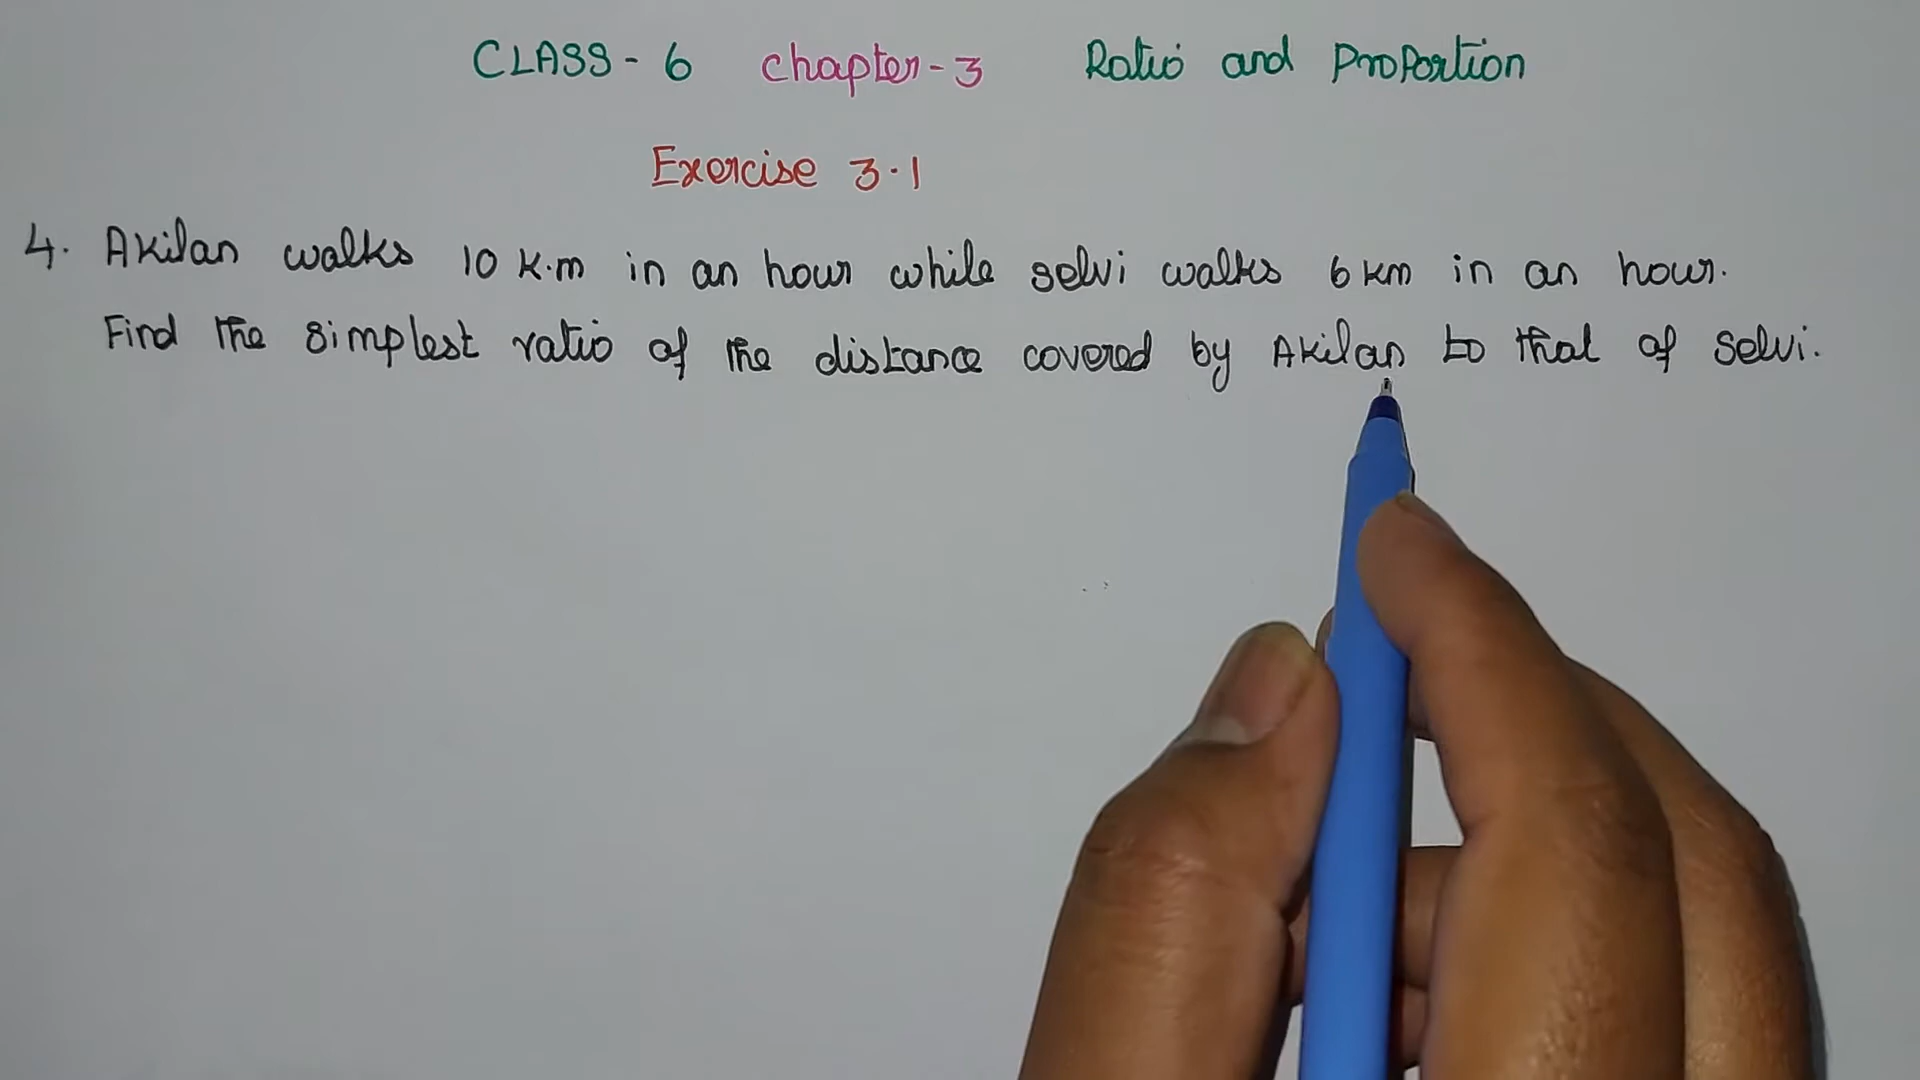 CLASS - 6 chapter - 3 Ratio and Proportion
Exercise 3.1
4. Akilan walks 10 k.m in an hour while selvi walks 6 km in an hour.
Find the simplest ratio of the distance covered by Akilan to that of selvi.